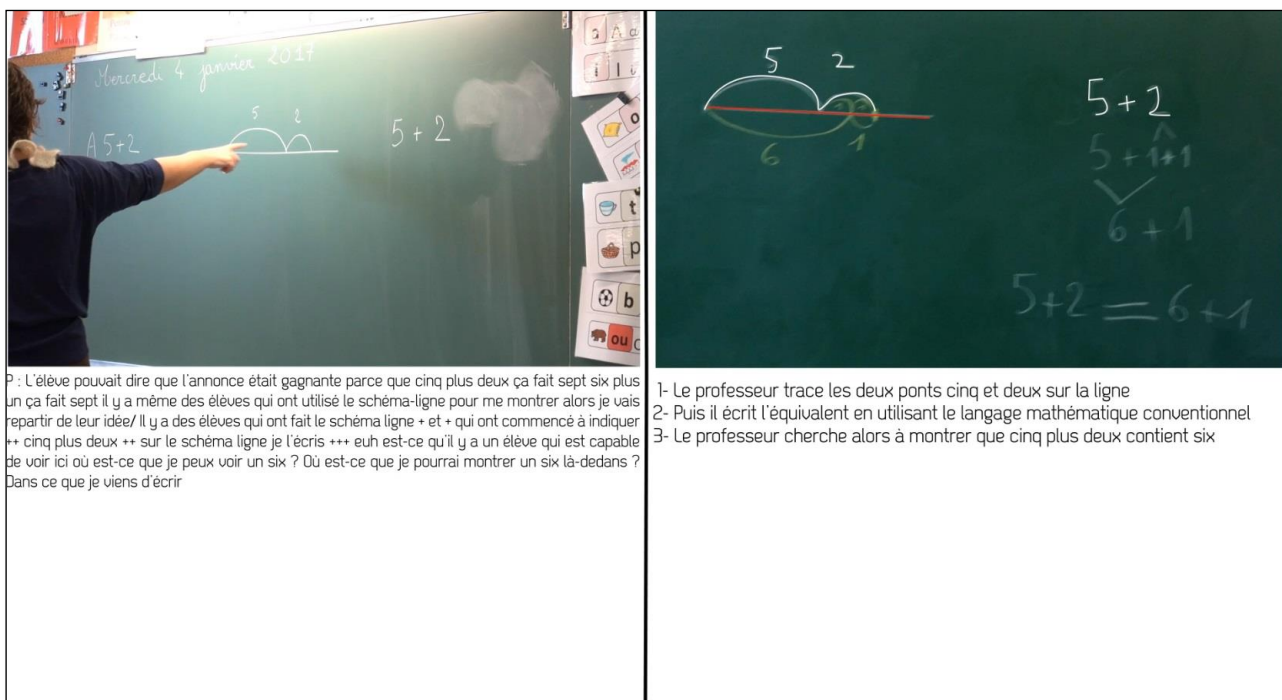 Mercredi 4 janvier 2017
5 2
A 5+2
5 + 2
a A a
i I i
o
t
p
b
ou
P : L'élève pouvait dire que l'annonce était gagnante parce que cinq plus deux ça fait sept six plus
un ça fait sept il y a même des élèves qui ont utilisé le schéma-ligne pour me montrer alors je vais
repartir de leur idée/ Il y a des élèves qui ont fait le schéma ligne + et + qui ont commencé à indiquer
++ cinq plus deux ++ sur le schéma ligne je l'écris +++ euh est-ce qu'il y a un élève qui est capable
de voir ici où est-ce que je peux voir un six ? Où est-ce que je pourrai montrer un six là-dedans ?
Dans ce que je viens d'écrir
5 2
6 1
5 + 2
5 + 1+1
6 + 1
5+2 = 6+1
1- Le professeur trace les deux ponts cinq et deux sur la ligne
2- Puis il écrit l'équivalent en utilisant le langage mathématique conventionnel
3- Le professeur cherche alors à montrer que cinq plus deux contient six